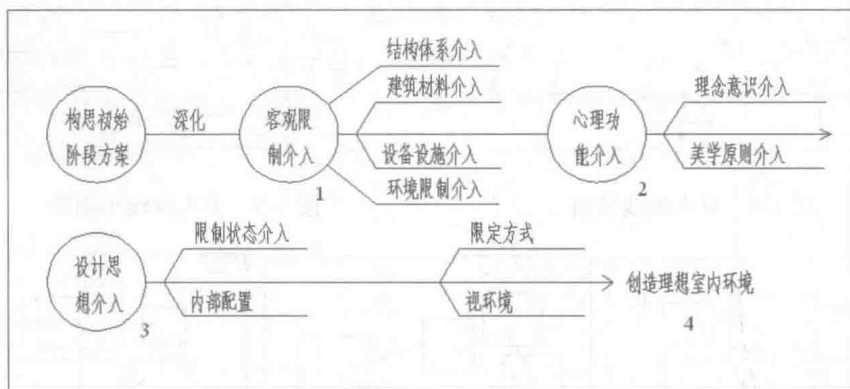 结构体系介入
建筑材料介入
理念意识介入
构思初始
阶段方案
深化
客观限
制介入
心理功
能介入
设备设施介入
美学原则介入
环境限制介入
1
2
限制状态介入
限定方式
设计思
想介入
创造理想室内环境
内部配置
视环境
3
4